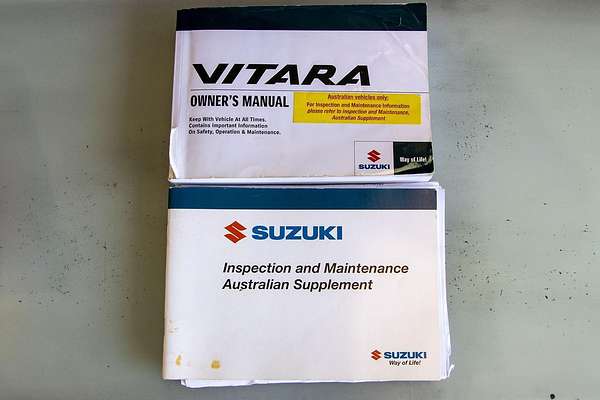 VITARA
OWNER'S MANUAL
Keep With Vehicle At All Times.
Contains Important Information
On Safety, Operation & Maintenance.
Australian vehicles only:
For Inspection and Maintenance Information
please refer to Inspection and Maintenance,
Australian Supplement
SUZUKI
Way of Life!
SUZUKI
Inspection and Maintenance
Australian Supplement
SUZUKI
Way of Life!